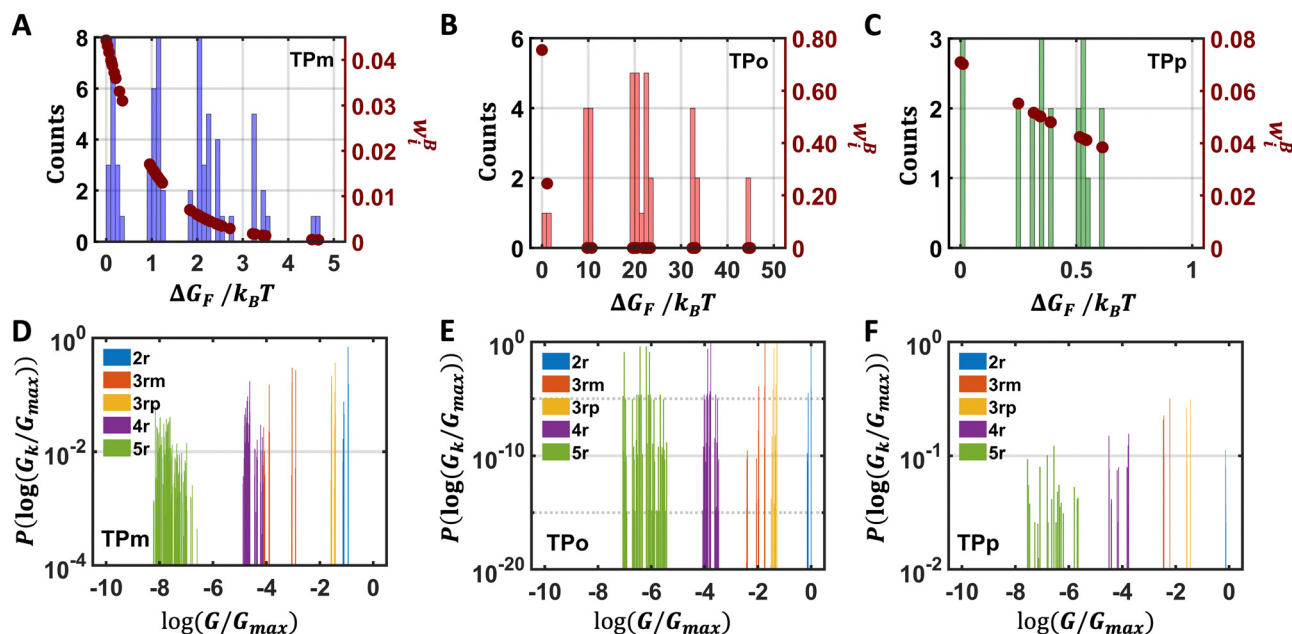 A
TPm
Counts
8
6
4
2
0
0 1 2 3 4 5
0.04
0.03
0.02
0.01
0
w_i^B
ΔG_F /k_BT
B
TPo
Counts
6
4
2
0
0 10 20 30 40 50
0.80
0.60
0.40
0.20
0
w_i^B
ΔG_F /k_BT
C
TPp
Counts
3
2
1
0
0 0.5 1
0.08
0.06
0.04
0.02
0
w_i^B
ΔG_F /k_BT
D
P(log(G_k/G_max))
10^0
10^-2
10^-4
2r
3rm
3rp
4r
5r
TPm
-10 -8 -6 -4 -2 0
log(G/G_max)
E
P(log(G_k/G_max))
10^0
10^-10
10^-20
2r
3rm
3rp
4r
5r
TPo
-10 -8 -6 -4 -2 0
log(G/G_max)
F
P(log(G_k/G_max))
10^0
10^-1
10^-2
2r
3rm
3rp
4r
5r
TPp
-10 -8 -6 -4 -2 0
log(G/G_max)